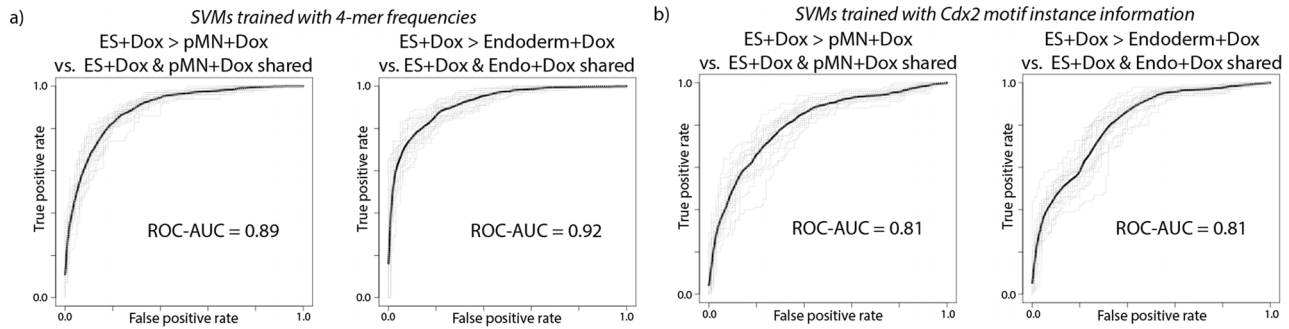 a)
SVMs trained with 4-mer frequencies
ES+Dox > pMN+Dox
vs. ES+Dox & pMN+Dox shared
1.0
True positive rate
ROC-AUC = 0.89
0.0
0.0
False positive rate
1.0
ES+Dox > Endoderm+Dox
vs. ES+Dox & Endo+Dox shared
1.0
True positive rate
ROC-AUC = 0.92
0.0
0.0
False positive rate
1.0
b)
SVMs trained with Cdx2 motif instance information
ES+Dox > pMN+Dox
vs. ES+Dox & pMN+Dox shared
1.0
True positive rate
ROC-AUC = 0.81
0.0
0.0
False positive rate
1.0
ES+Dox > Endoderm+Dox
vs. ES+Dox & Endo+Dox shared
1.0
True positive rate
ROC-AUC = 0.81
0.0
0.0
False positive rate
1.0